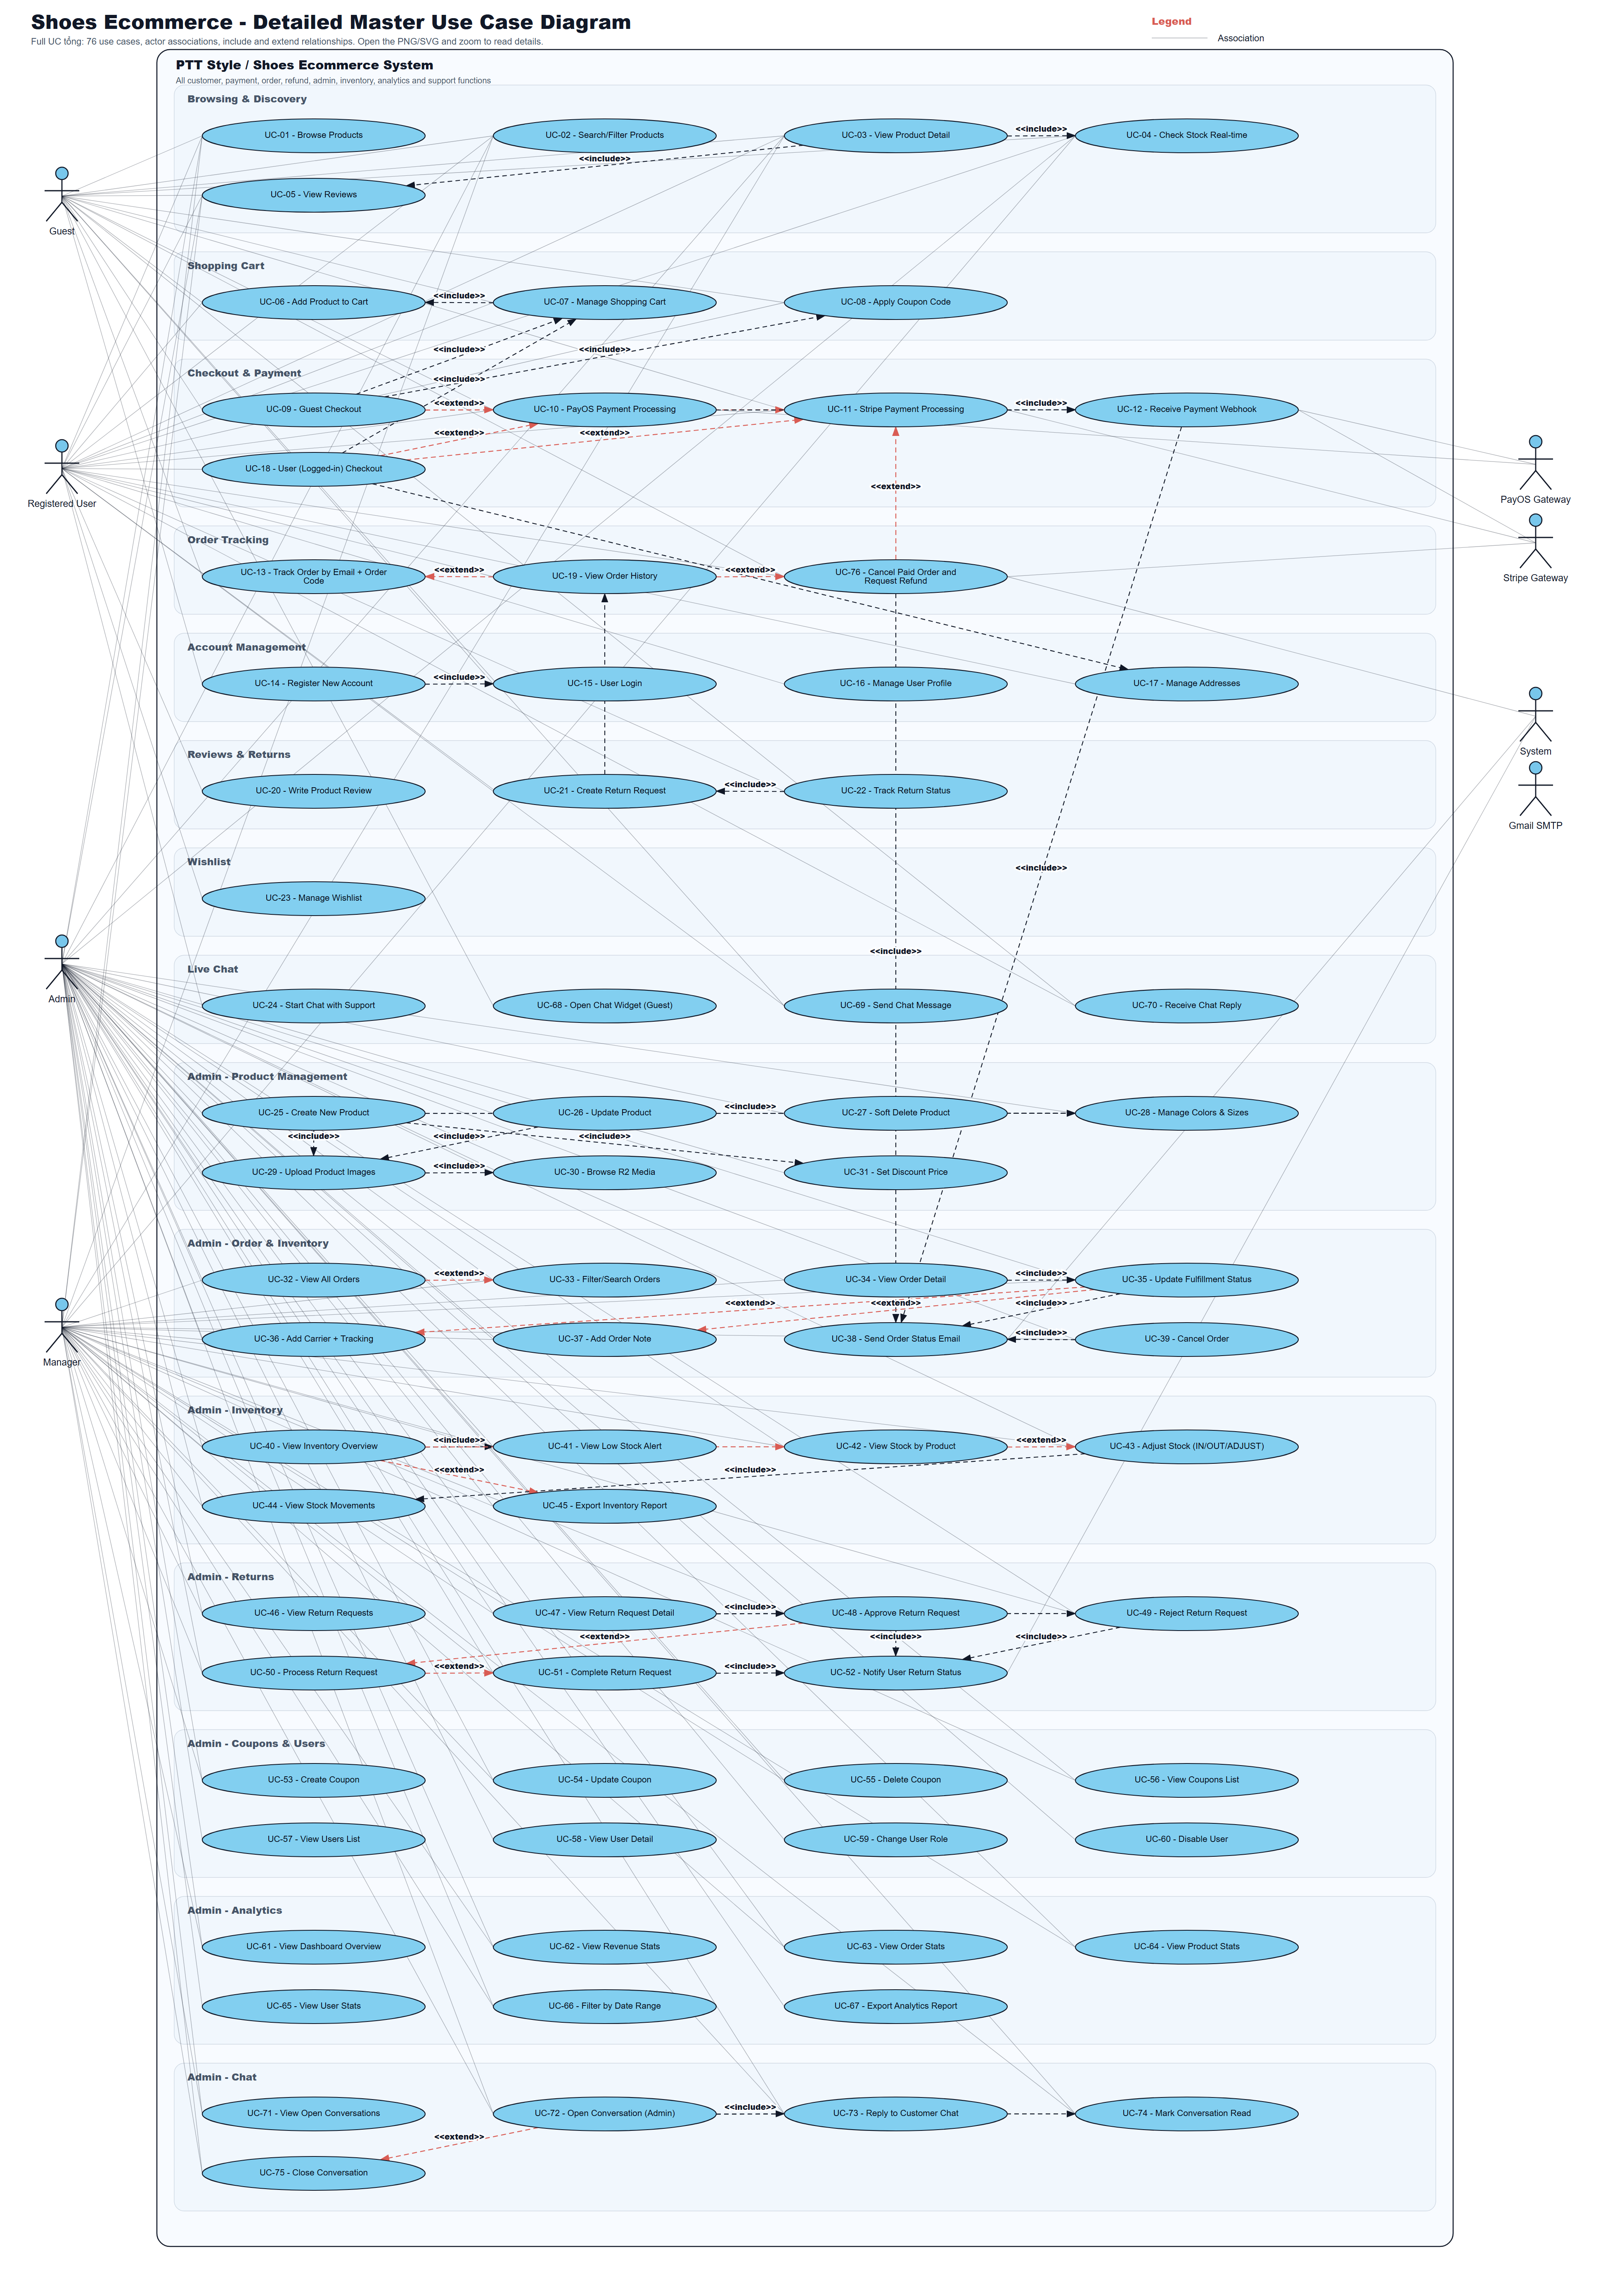 Shoes Ecommerce - Detailed Master Use Case Diagram
Full UC tổng: 76 use cases, actor associations, include and extend relationships. Open the PNG/SVG and zoom to read details.
Legend
Association
PTT Style / Shoes Ecommerce System
All customer, payment, order, refund, admin, inventory, analytics and support functions
Browsing & Discovery
UC-01 - Browse Products
UC-02 - Search/Filter Products
UC-03 - View Product Detail
<<include>>
UC-04 - Check Stock Real-time
<<include>>
UC-05 - View Reviews
Guest
Shopping Cart
UC-06 - Add Product to Cart
<<include>>
UC-07 - Manage Shopping Cart
UC-08 - Apply Coupon Code
<<include>>
<<include>>
Checkout & Payment
<<include>>
UC-09 - Guest Checkout
<<extend>>
UC-10 - PayOS Payment Processing
UC-11 - Stripe Payment Processing
<<include>>
UC-12 - Receive Payment Webhook
<<extend>>
<<extend>>
UC-18 - User (Logged-in) Checkout
<<extend>>
Registered User
PayOS Gateway
Stripe Gateway
Order Tracking
UC-13 - Track Order by Email + Order
Code
<<extend>>
UC-19 - View Order History
<<extend>>
UC-76 - Cancel Paid Order and
Request Refund
Account Management
UC-14 - Register New Account
<<include>>
UC-15 - User Login
UC-16 - Manage User Profile
UC-17 - Manage Addresses
System
Reviews & Returns
UC-20 - Write Product Review
UC-21 - Create Return Request
<<include>>
UC-22 - Track Return Status
Gmail SMTP
Wishlist
<<include>>
UC-23 - Manage Wishlist
<<include>>
Live Chat
UC-24 - Start Chat with Support
UC-68 - Open Chat Widget (Guest)
UC-69 - Send Chat Message
UC-70 - Receive Chat Reply
Admin
Admin - Product Management
UC-25 - Create New Product
UC-26 - Update Product
<<include>>
UC-27 - Soft Delete Product
UC-28 - Manage Colors & Sizes
<<include>>
<<include>>
<<include>>
UC-29 - Upload Product Images
<<include>>
UC-30 - Browse R2 Media
UC-31 - Set Discount Price
Admin - Order & Inventory
UC-32 - View All Orders
<<extend>>
UC-33 - Filter/Search Orders
UC-34 - View Order Detail
<<include>>
UC-35 - Update Fulfillment Status
<<extend>>
<<extend>>
<<include>>
UC-36 - Add Carrier + Tracking
UC-37 - Add Order Note
UC-38 - Send Order Status Email
<<include>>
UC-39 - Cancel Order
Manager
Admin - Inventory
UC-40 - View Inventory Overview
<<include>>
UC-41 - View Low Stock Alert
UC-42 - View Stock by Product
<<extend>>
UC-43 - Adjust Stock (IN/OUT/ADJUST)
<<extend>>
<<include>>
UC-44 - View Stock Movements
UC-45 - Export Inventory Report
Admin - Returns
UC-46 - View Return Requests
UC-47 - View Return Request Detail
<<include>>
UC-48 - Approve Return Request
UC-49 - Reject Return Request
<<extend>>
<<include>>
<<include>>
UC-50 - Process Return Request
<<extend>>
UC-51 - Complete Return Request
<<include>>
UC-52 - Notify User Return Status
Admin - Coupons & Users
UC-53 - Create Coupon
UC-54 - Update Coupon
UC-55 - Delete Coupon
UC-56 - View Coupons List
UC-57 - View Users List
UC-58 - View User Detail
UC-59 - Change User Role
UC-60 - Disable User
Admin - Analytics
UC-61 - View Dashboard Overview
UC-62 - View Revenue Stats
UC-63 - View Order Stats
UC-64 - View Product Stats
UC-65 - View User Stats
UC-66 - Filter by Date Range
UC-67 - Export Analytics Report
Admin - Chat
UC-71 - View Open Conversations
UC-72 - Open Conversation (Admin)
<<include>>
UC-73 - Reply to Customer Chat
UC-74 - Mark Conversation Read
<<extend>>
UC-75 - Close Conversation